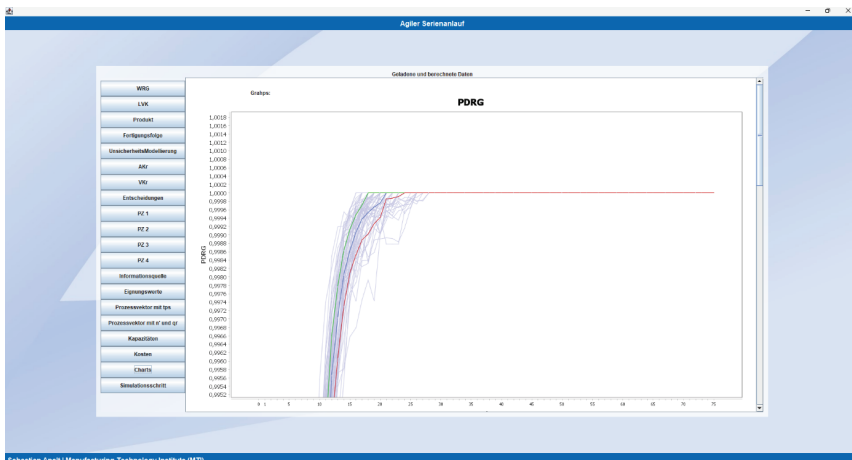 Agiler Serienanlauf
Geladene und berechnete Daten
WRG
LVK
Produkt
Fertigungsfolge
UnsicherheitsModellierung
AKr
VKr
Entscheidungen
PZ 1
PZ 2
PZ 3
PZ 4
Informationsquelle
Eignungswerte
Prozessvektor mit tps
Prozessvektor mit n' und qr
Kapazitäten
Kosten
Charts
Simulationsschritt
Grahps:
PDRG
PDRG
1,0018
1,0016
1,0014
1,0012
1,0010
1,0008
1,0006
1,0004
1,0002
1,0000
0,9998
0,9996
0,9994
0,9992
0,9990
0,9988
0,9986
0,9984
0,9982
0,9980
0,9978
0,9976
0,9974
0,9972
0,9970
0,9968
0,9966
0,9964
0,9962
0,9960
0,9958
0,9956
0,9954
0,9952
0 1 5 10 15 20 25 30 35 40 45 50 55 60 65 70 75